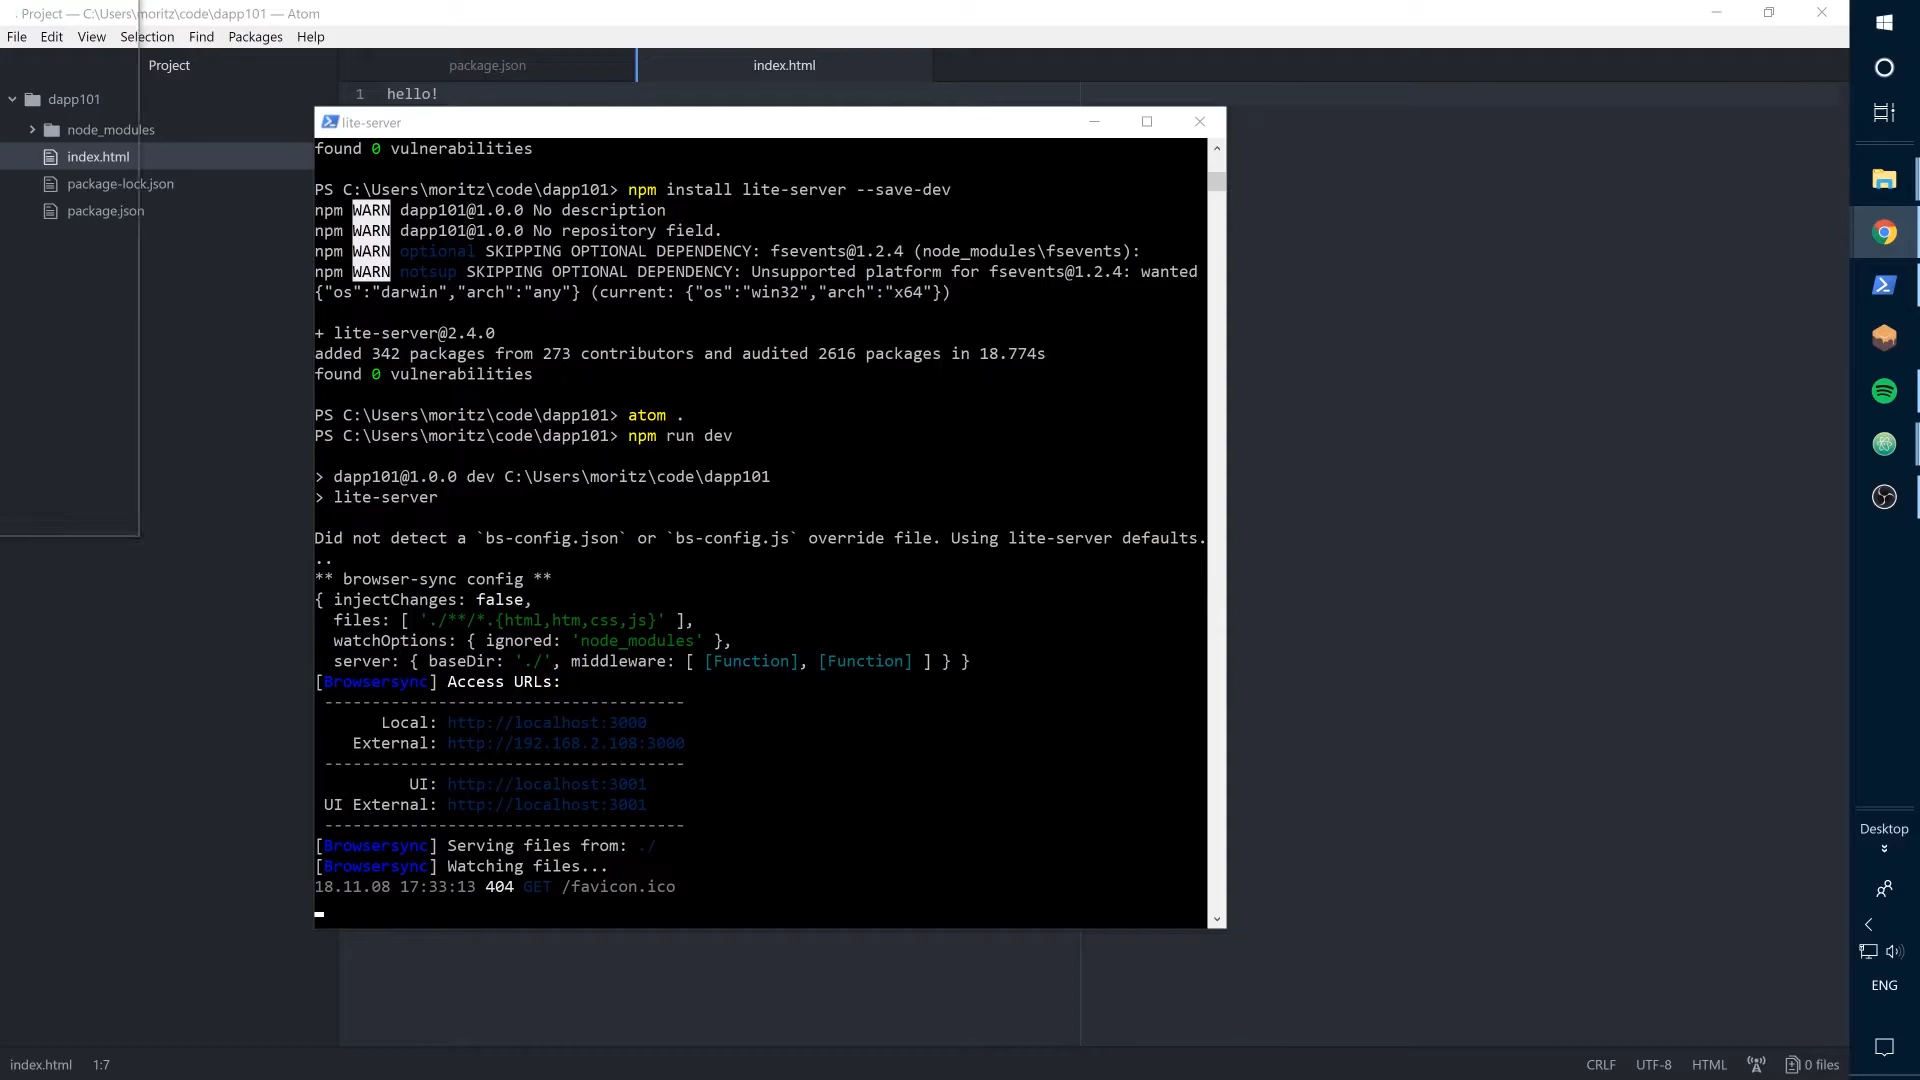 Project — C:\Users\moritz\code\dapp101 — Atom
File Edit View Selection Find Packages Help
Project
package.json
index.html
dapp101
node_modules
index.html
package-lock.json
package.json
1 hello!
lite-server
found 0 vulnerabilities
PS C:\Users\moritz\code\dapp101> npm install lite-server --save-dev
npm WARN dapp101@1.0.0 No description
npm WARN dapp101@1.0.0 No repository field.
npm WARN optional SKIPPING OPTIONAL DEPENDENCY: fsevents@1.2.4 (node_modules\fsevents):
npm WARN notsup SKIPPING OPTIONAL DEPENDENCY: Unsupported platform for fsevents@1.2.4: wanted
{"os":"darwin","arch":"any"} (current: {"os":"win32","arch":"x64"})
+ lite-server@2.4.0
added 342 packages from 273 contributors and audited 2616 packages in 18.774s
found 0 vulnerabilities
PS C:\Users\moritz\code\dapp101> atom .
PS C:\Users\moritz\code\dapp101> npm run dev
> dapp101@1.0.0 dev C:\Users\moritz\code\dapp101
> lite-server
Did not detect a `bs-config.json` or `bs-config.js` override file. Using lite-server defaults.
..
** browser-sync config **
{ injectChanges: false,
files: [ './**/*.{html,htm,css,js}' ],
watchOptions: { ignored: 'node_modules' },
server: { baseDir: './', middleware: [ [Function], [Function] ] } }
[Browsersync] Access URLs:
--------------------------------------
Local: http://localhost:3000
External: http://192.168.2.108:3000
--------------------------------------
UI: http://localhost:3001
UI External: http://localhost:3001
--------------------------------------
[Browsersync] Serving files from: ./
[Browsersync] Watching files...
18.11.08 17:33:13 404 GET /favicon.ico
Desktop
ENG
index.html 1:7
CRLF UTF-8 HTML 0 files